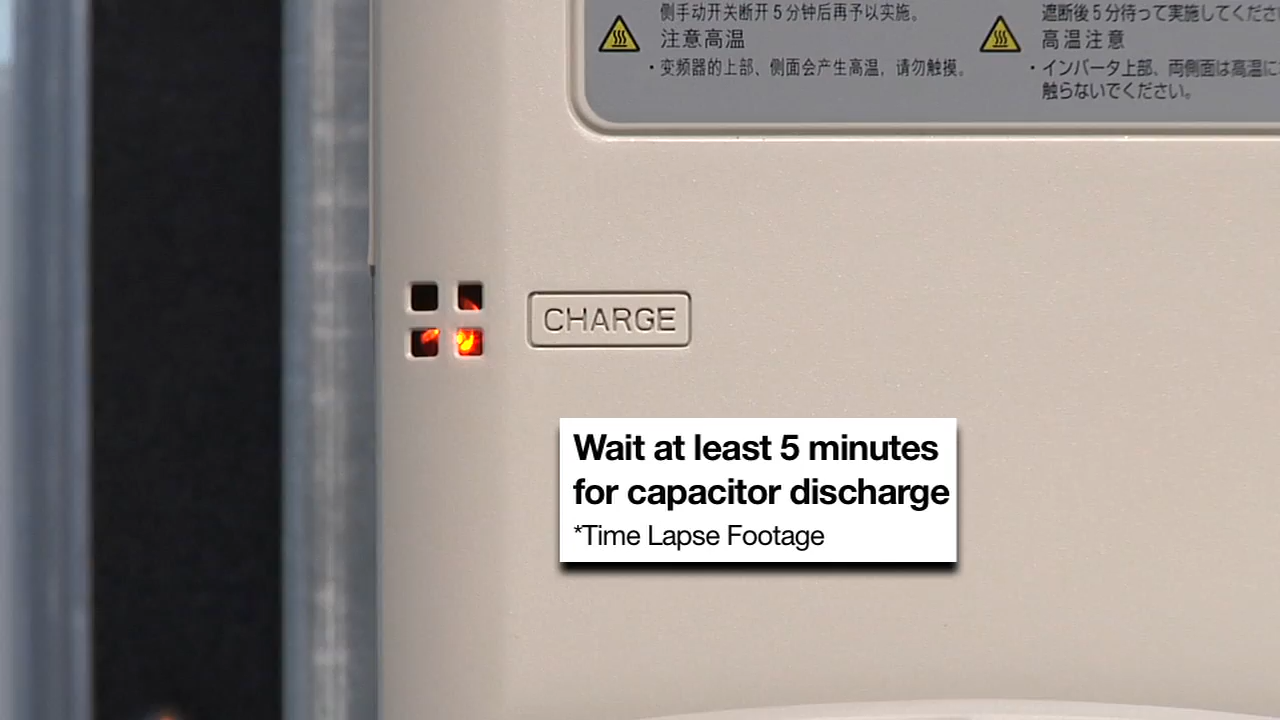 侧手动开关断开5分钟后再予以实施。
注意高温
・变频器的上部、侧面会产生高温，请勿触摸。
遮断後5分待って実施してくださ
高温注意
・インバータ上部、両側面は高温に
触らないでください。
CHARGE
Wait at least 5 minutes
for capacitor discharge
*Time Lapse Footage